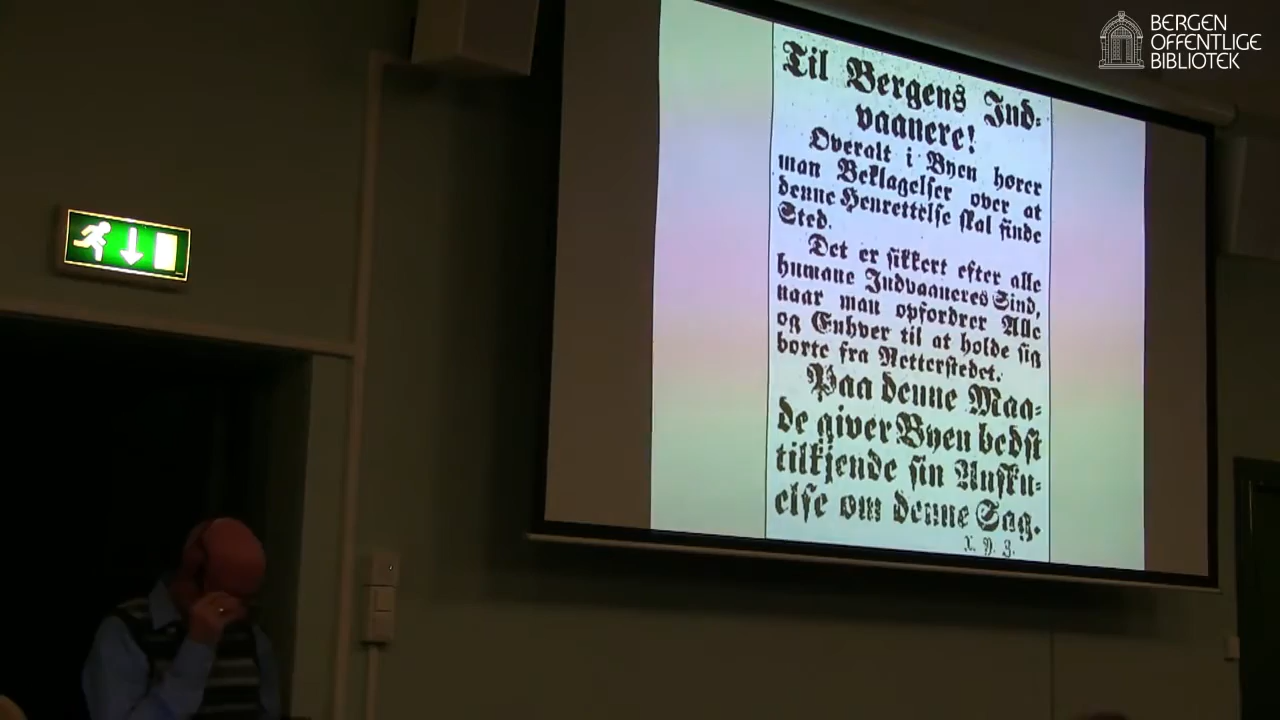 BERGEN
OFFENTLIGE
BIBLIOTEK
Til Bergens Ind-
vaanere!
Overalt i Byen hører
man Beklagelser over at
denne Henrettelse skal finde
Sted.
Det er sikkert efter alle
humane Indvaaneres Sind,
naar man opfordrer Alle
og Enhver til at holde sig
borte fra Retterstedet.
Paa denne Maa-
de giver Byen bedst
tilkjende sin Ansku-
else om denne Sag.
X. Y. Z.